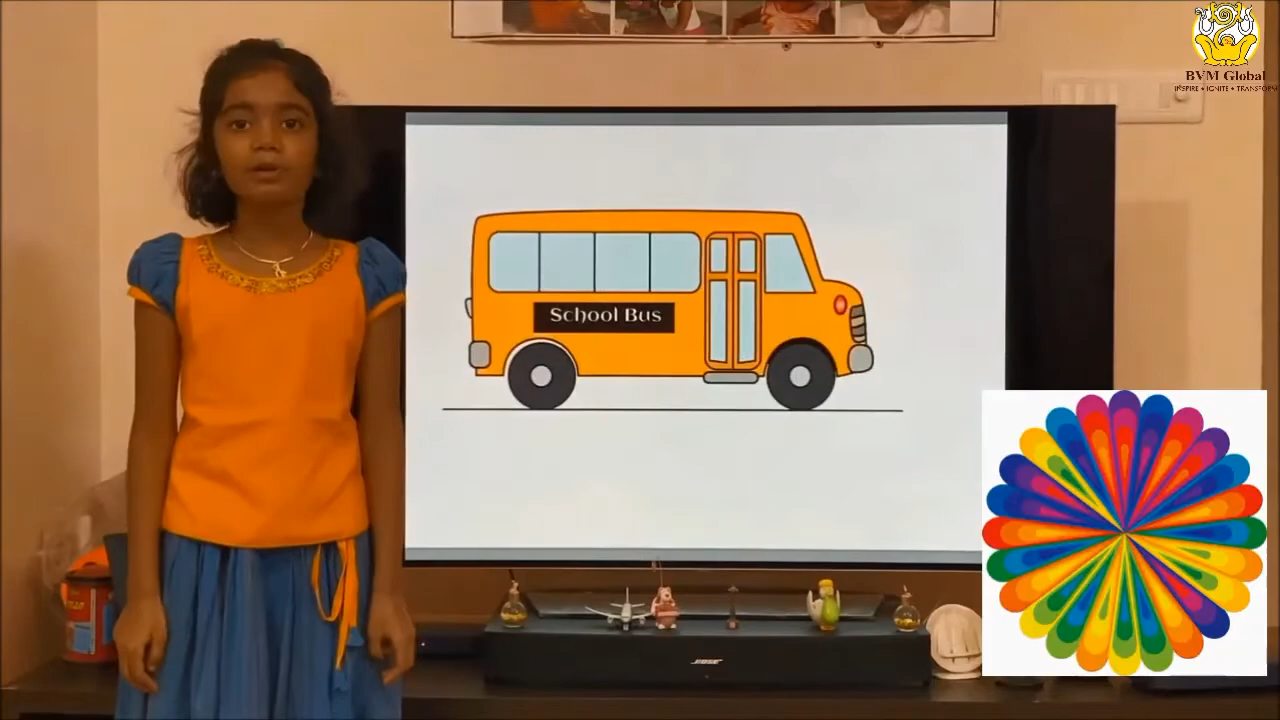 BVM Global
INSPIRE • IGNITE • TRANSFORM
School Bus
BOSE